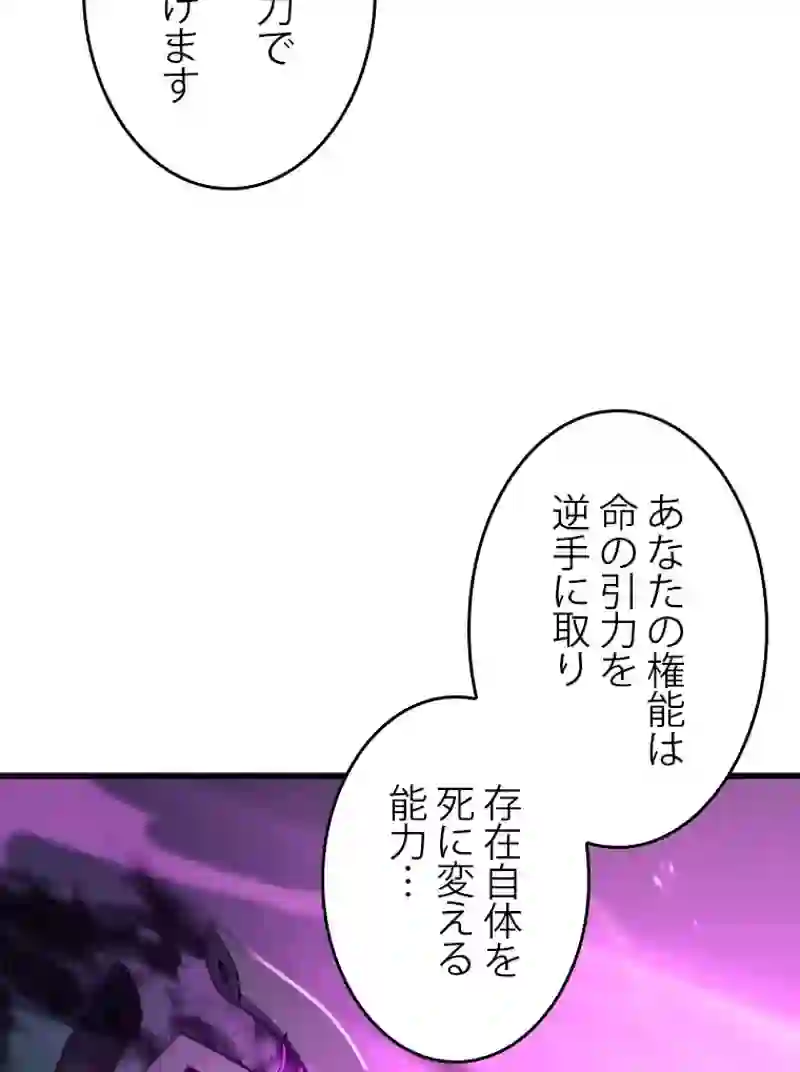 力で
けます
あなたの権能は
命の引力を
逆手に取り
存在自体を
死に変える
能力…